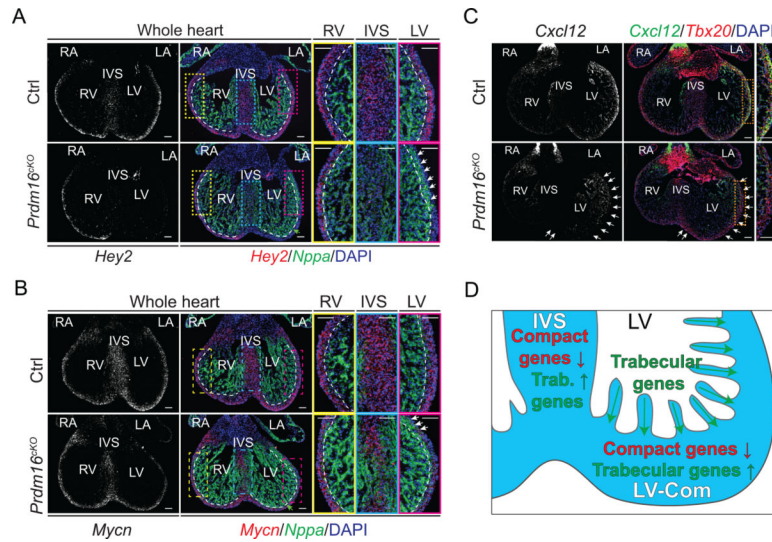 A
Whole heart
RV
IVS
LV
RA
LA
IVS
RV
LV
RA
LA
IVS
RV
LV
Ctrl
RA
LA
IVS
RV
LV
RA
LA
IVS
RV
LV
Prdm16cKO
Hey2
Hey2/Nppa/DAPI
B
Whole heart
RV
IVS
LV
RA
LA
IVS
RV
LV
RA
LA
IVS
RV
LV
Ctrl
RA
LA
IVS
RV
LV
RA
LA
IVS
RV
LV
Prdm16cKO
Mycn
Mycn/Nppa/DAPI
C
Cxcl12
Cxcl12/Tbx20/DAPI
RA
LA
IVS
RV
LV
RA
LA
IVS
RV
LV
Ctrl
RA
LA
IVS
RV
LV
RA
LA
IVS
RV
LV
Prdm16cKO
D
IVS
LV
Compact
genes ↓
Trab. ↑
genes
Trabecular
genes
Compact genes ↓
Trabecular genes ↑
LV-Com